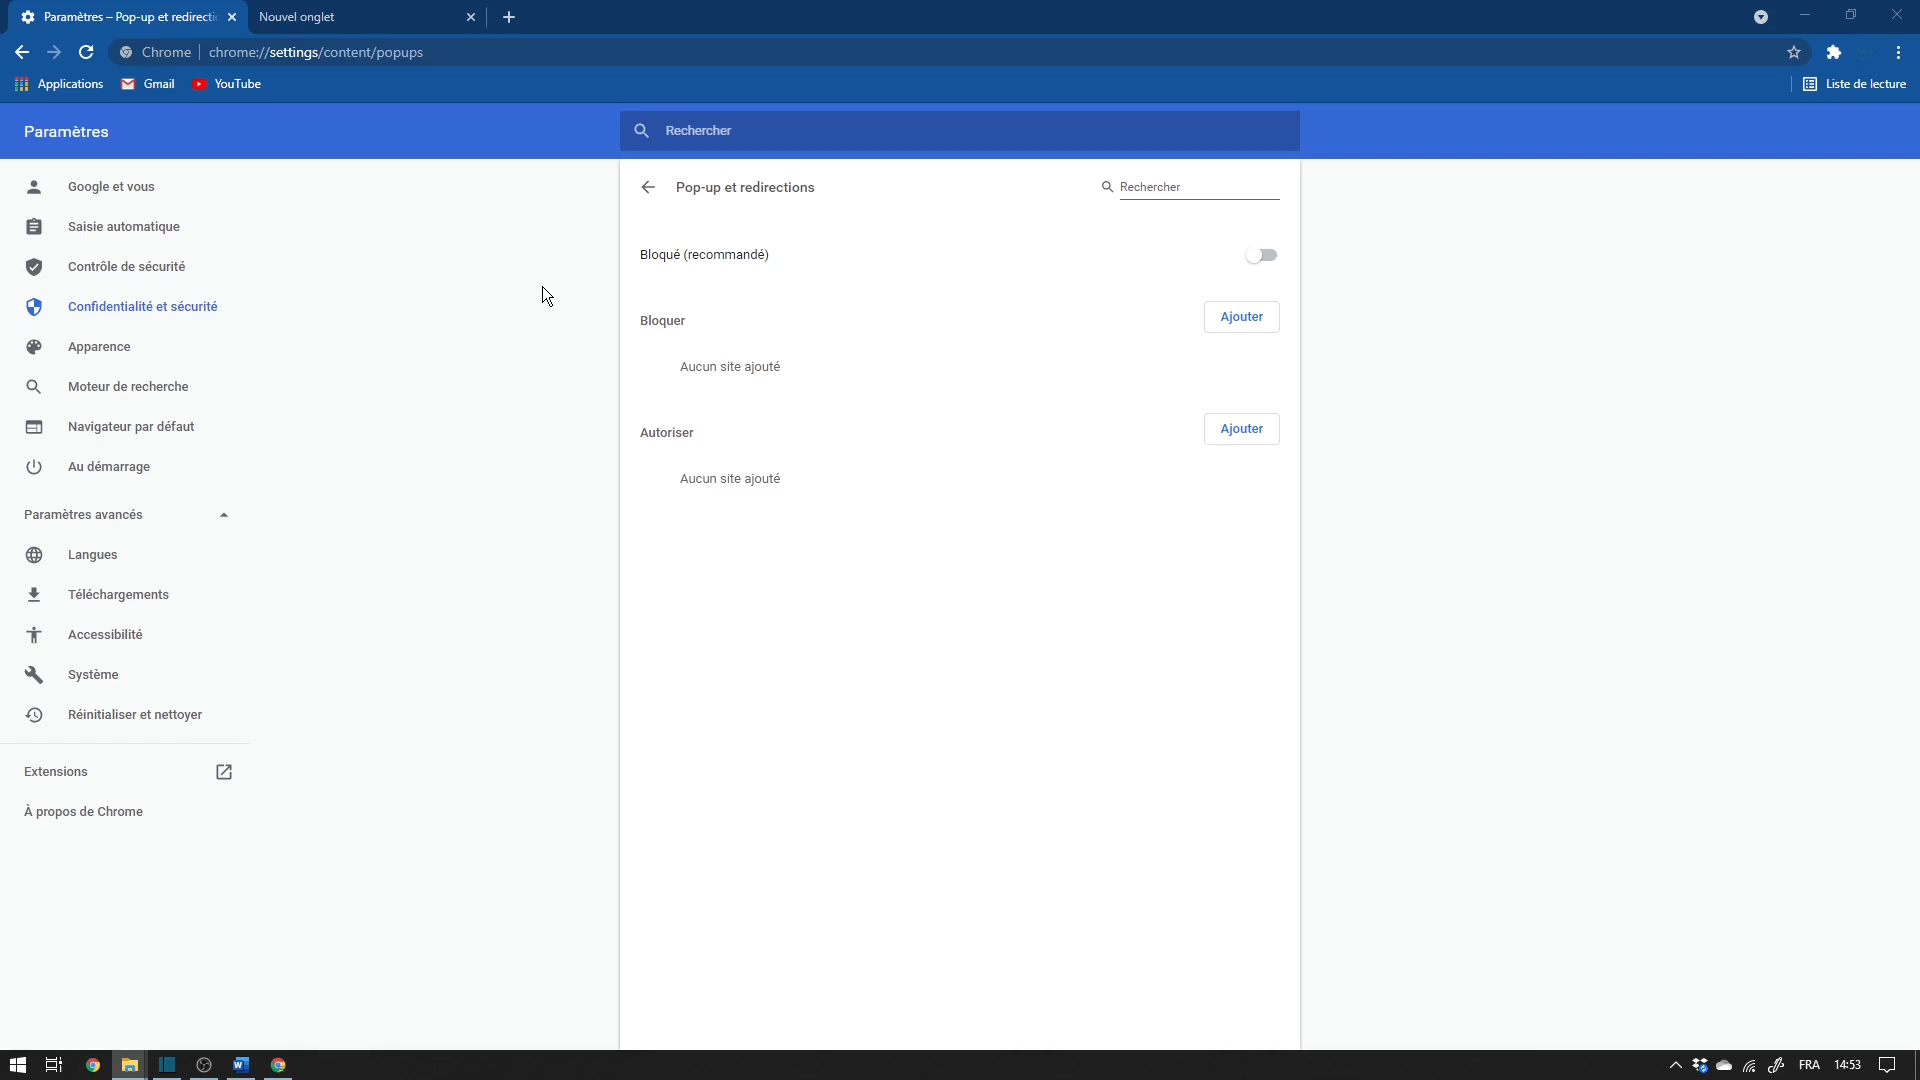 Paramètres – Pop-up et redirecti
Nouvel onglet
Chrome
chrome://settings/content/popups
Applications
Gmail
YouTube
Liste de lecture
Paramètres
Rechercher
Google et vous
Saisie automatique
Contrôle de sécurité
Confidentialité et sécurité
Apparence
Moteur de recherche
Navigateur par défaut
Au démarrage
Paramètres avancés
Langues
Téléchargements
Accessibilité
Système
Réinitialiser et nettoyer
Extensions
À propos de Chrome
Pop-up et redirections
Rechercher
Bloqué (recommandé)
Bloquer
Ajouter
Aucun site ajouté
Autoriser
Ajouter
Aucun site ajouté
FRA
14:53